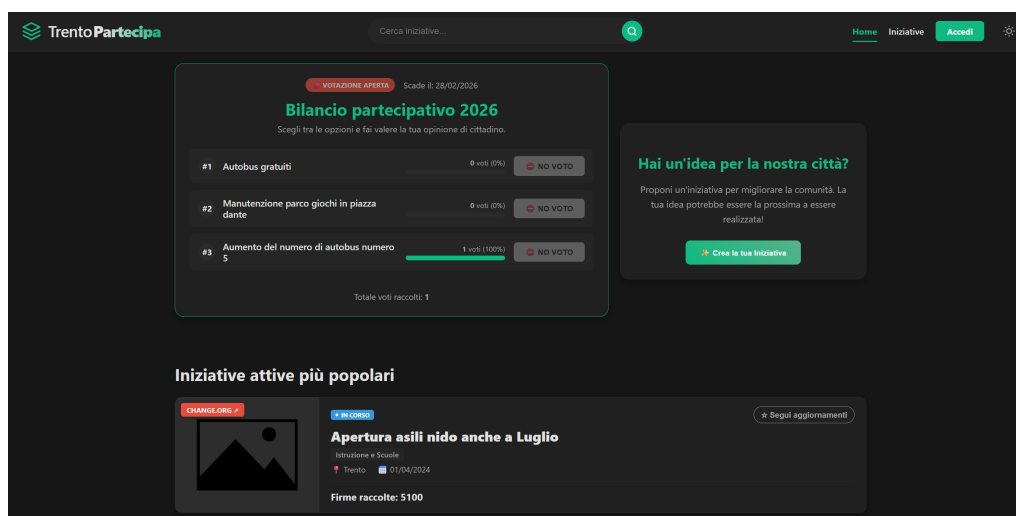 TrentoPartecipa
Cerca iniziative...
Home
Iniziative
Accedi
VOTAZIONE APERTA
Scade il: 28/02/2026
Bilancio partecipativo 2026
Scegli tra le opzioni e fai valere la tua opinione di cittadino.
#1
Autobus gratuiti
0 voti (0%)
NO VOTO
#2
Manutenzione parco giochi in piazza
dante
0 voti (0%)
NO VOTO
#3
Aumento del numero di autobus numero
5
1 voti (100%)
NO VOTO
Totale voti raccolti: 1
Hai un'idea per la nostra città?
Proponi un'iniziativa per migliorare la comunità. La
tua idea potrebbe essere la prossima a essere
realizzata!
✨ Crea la tua Iniziativa
Iniziative attive più popolari
CHANGE.ORG ↗
• IN CORSO
☆ Segui aggiornamenti
Apertura asili nido anche a Luglio
Istruzione e Scuole
📍 Trento
📅 01/04/2024
Firme raccolte: 5100